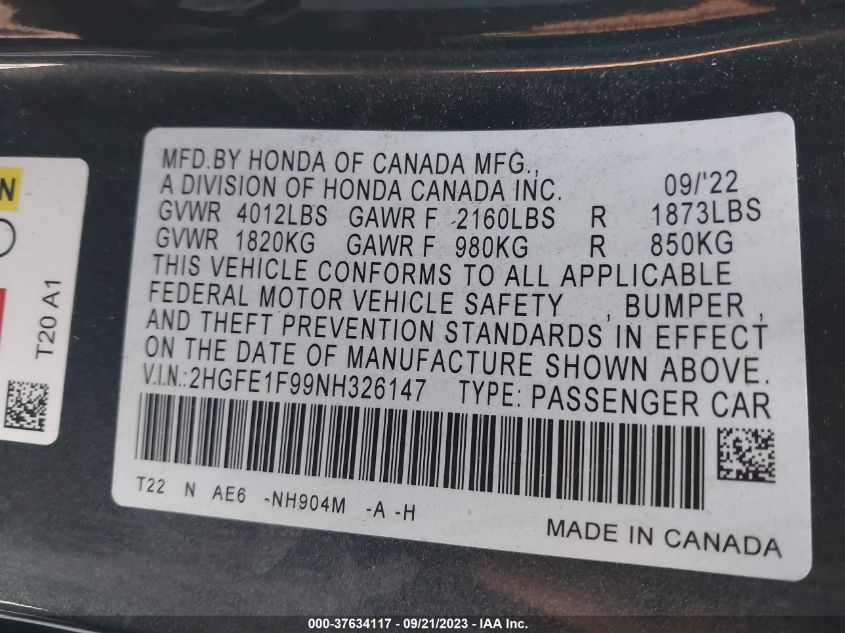 MFD.BY HONDA OF CANADA MFG.,
A DIVISION OF HONDA CANADA INC. 09/'22
GVWR 4012LBS GAWR F 2160LBS R 1873LBS
GVWR 1820KG GAWR F 980KG R 850KG
THIS VEHICLE CONFORMS TO ALL APPLICABLE
FEDERAL MOTOR VEHICLE SAFETY , BUMPER ,
AND THEFT PREVENTION STANDARDS IN EFFECT
ON THE DATE OF MANUFACTURE SHOWN ABOVE.
V.I.N.:2HGFE1F99NH326147 TYPE: PASSENGER CAR
T22 N AE6 -NH904M -A -H
MADE IN CANADA
T20 A1
000-37634117 / 09/21/2023 - IAA Inc.